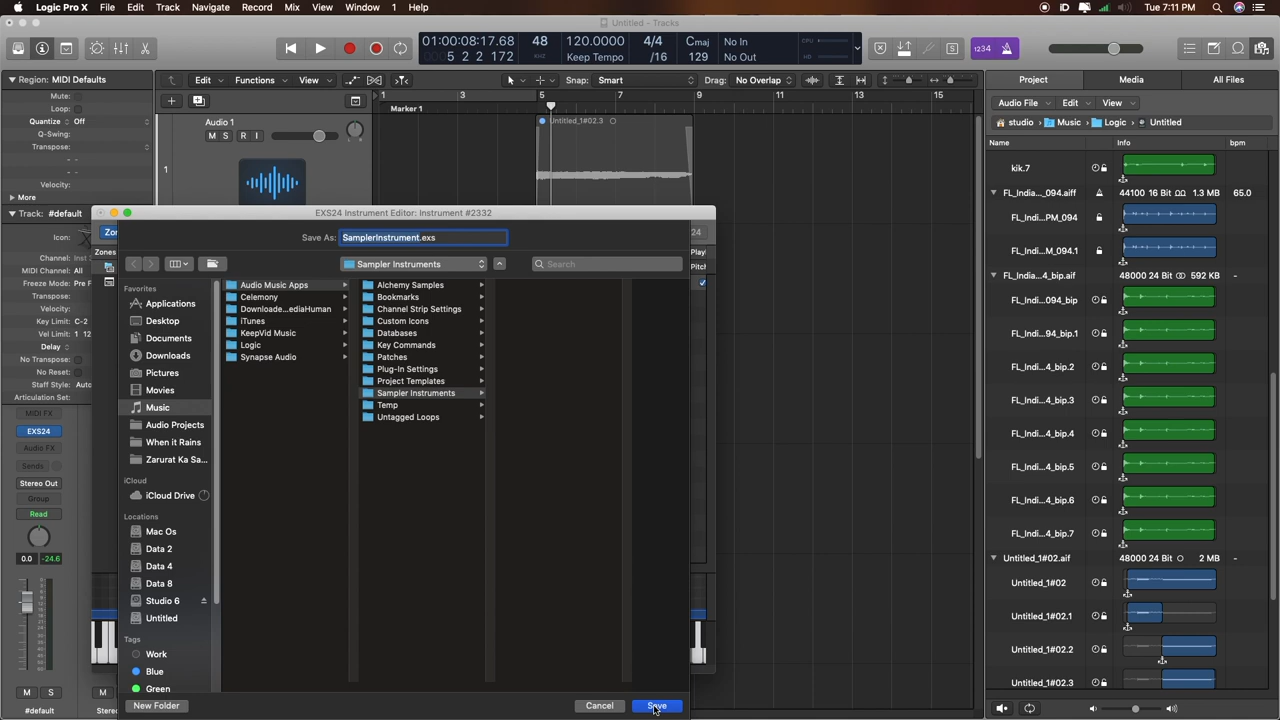 Logic Pro X File Edit Track Navigate Record Mix View Window 1 Help Tue 7:11 PM
Untitled - Tracks
01:00:08:17.68 48 120.0000 4/4 Cmaj No In
5 2 2 172 KHZ Keep Tempo /16 129 No Out
CPU
1234
Region: MIDI Defaults
Edit Functions View Snap: Smart Drag: No Overlap
Project Media All Files
Mute:
Loop:
Quantize Off
Q-Swing:
Transpose:
Velocity:
More
1 3 5 7 9 11 13 15
Marker 1
Audio File Edit View
studio Music Logic Untitled
Name Info bpm
Audio 1
M S R I
1
Untitled_1#02.3
Track: #default
Icon:
MIDI Channel: All
Transpose:
Velocity:
Key Limit: C-2
Delay
No Transpose:
No Reset:
Staff Style: Auto
Articulation Set:
MIDI FX
EXS24
Audio FX
Sends
Stereo Out
Group
Read
0.0 -24.6
M S M
#default
EXS24 Instrument Editor: Instrument #2332
Zones
Pitch
Save As: SamplerInstrument.exs
Sampler Instruments
Search
Favorites
Applications
Desktop
Documents
Downloads
Pictures
Movies
Music
Audio Projects
When it Rains
Zarurat Ka Sa...
iCloud
iCloud Drive
Locations
Mac Os
Data 2
Data 4
Data 8
Studio 6
Untitled
Tags
Work
Blue
Green
Audio Music Apps
Celemony
Downloade...ediaHuman
iTunes
KeepVid Music
Logic
Synapse Audio
Alchemy Samples
Bookmarks
Channel Strip Settings
Custom Icons
Databases
Key Commands
Patches
Plug-In Settings
Project Templates
Sampler Instruments
Temp
Untagged Loops
New Folder Cancel Save
kik.7
FL_India..._094.aiff 44100 16 Bit 1.3 MB 65.0
FL_Indi...PM_094
FL_Indi...M_094.1
FL_India...4_bip.aif 48000 24 Bit 592 KB -
FL_Indi...094_bip
FL_Indi...94_bip.1
FL_Indi...4_bip.2
FL_Indi...4_bip.3
FL_Indi...4_bip.4
FL_Indi...4_bip.5
FL_Indi...4_bip.6
FL_Indi...4_bip.7
Untitled_1#02.aif 48000 24 Bit 2 MB -
Untitled_1#02
Untitled_1#02.1
Untitled_1#02.2
Untitled_1#02.3